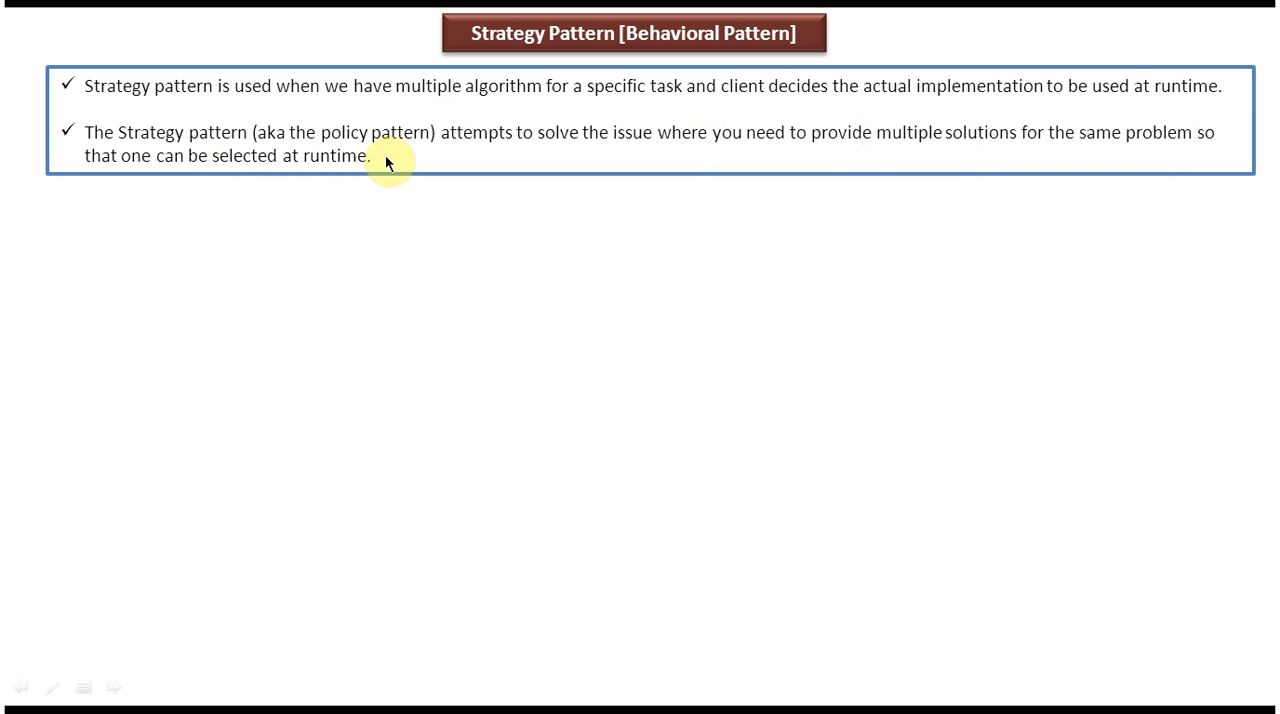 Strategy Pattern [Behavioral Pattern]
✓ Strategy pattern is used when we have multiple algorithm for a specific task and client decides the actual implementation to be used at runtime.
✓ The Strategy pattern (aka the policy pattern) attempts to solve the issue where you need to provide multiple solutions for the same problem so
that one can be selected at runtime.